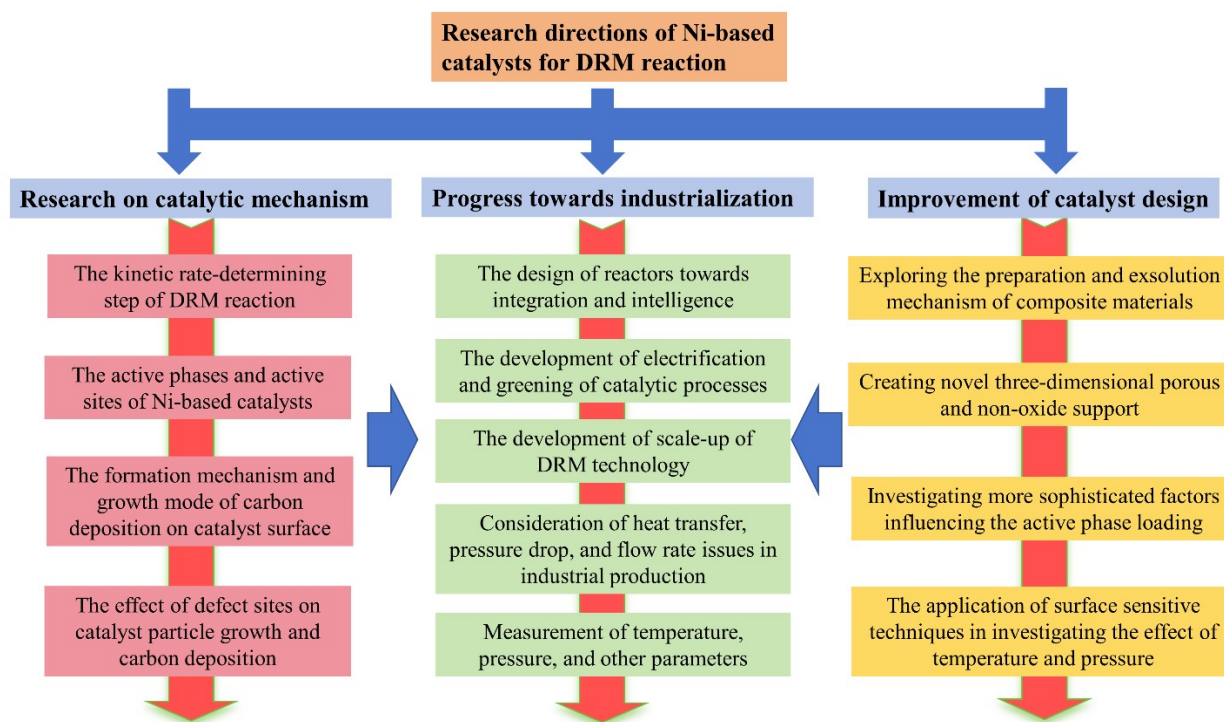 Research directions of Ni-based
catalysts for DRM reaction
Research on catalytic mechanism
The kinetic rate-determining
step of DRM reaction
The active phases and active
sites of Ni-based catalysts
The formation mechanism and
growth mode of carbon
deposition on catalyst surface
The effect of defect sites on
catalyst particle growth and
carbon deposition
Progress towards industrialization
The design of reactors towards
integration and intelligence
The development of electrification
and greening of catalytic processes
The development of scale-up of
DRM technology
Consideration of heat transfer,
pressure drop, and flow rate issues in
industrial production
Measurement of temperature,
pressure, and other parameters
Improvement of catalyst design
Exploring the preparation and exsolution
mechanism of composite materials
Creating novel three-dimensional porous
and non-oxide support
Investigating more sophisticated factors
influencing the active phase loading
The application of surface sensitive
techniques in investigating the effect of
temperature and pressure